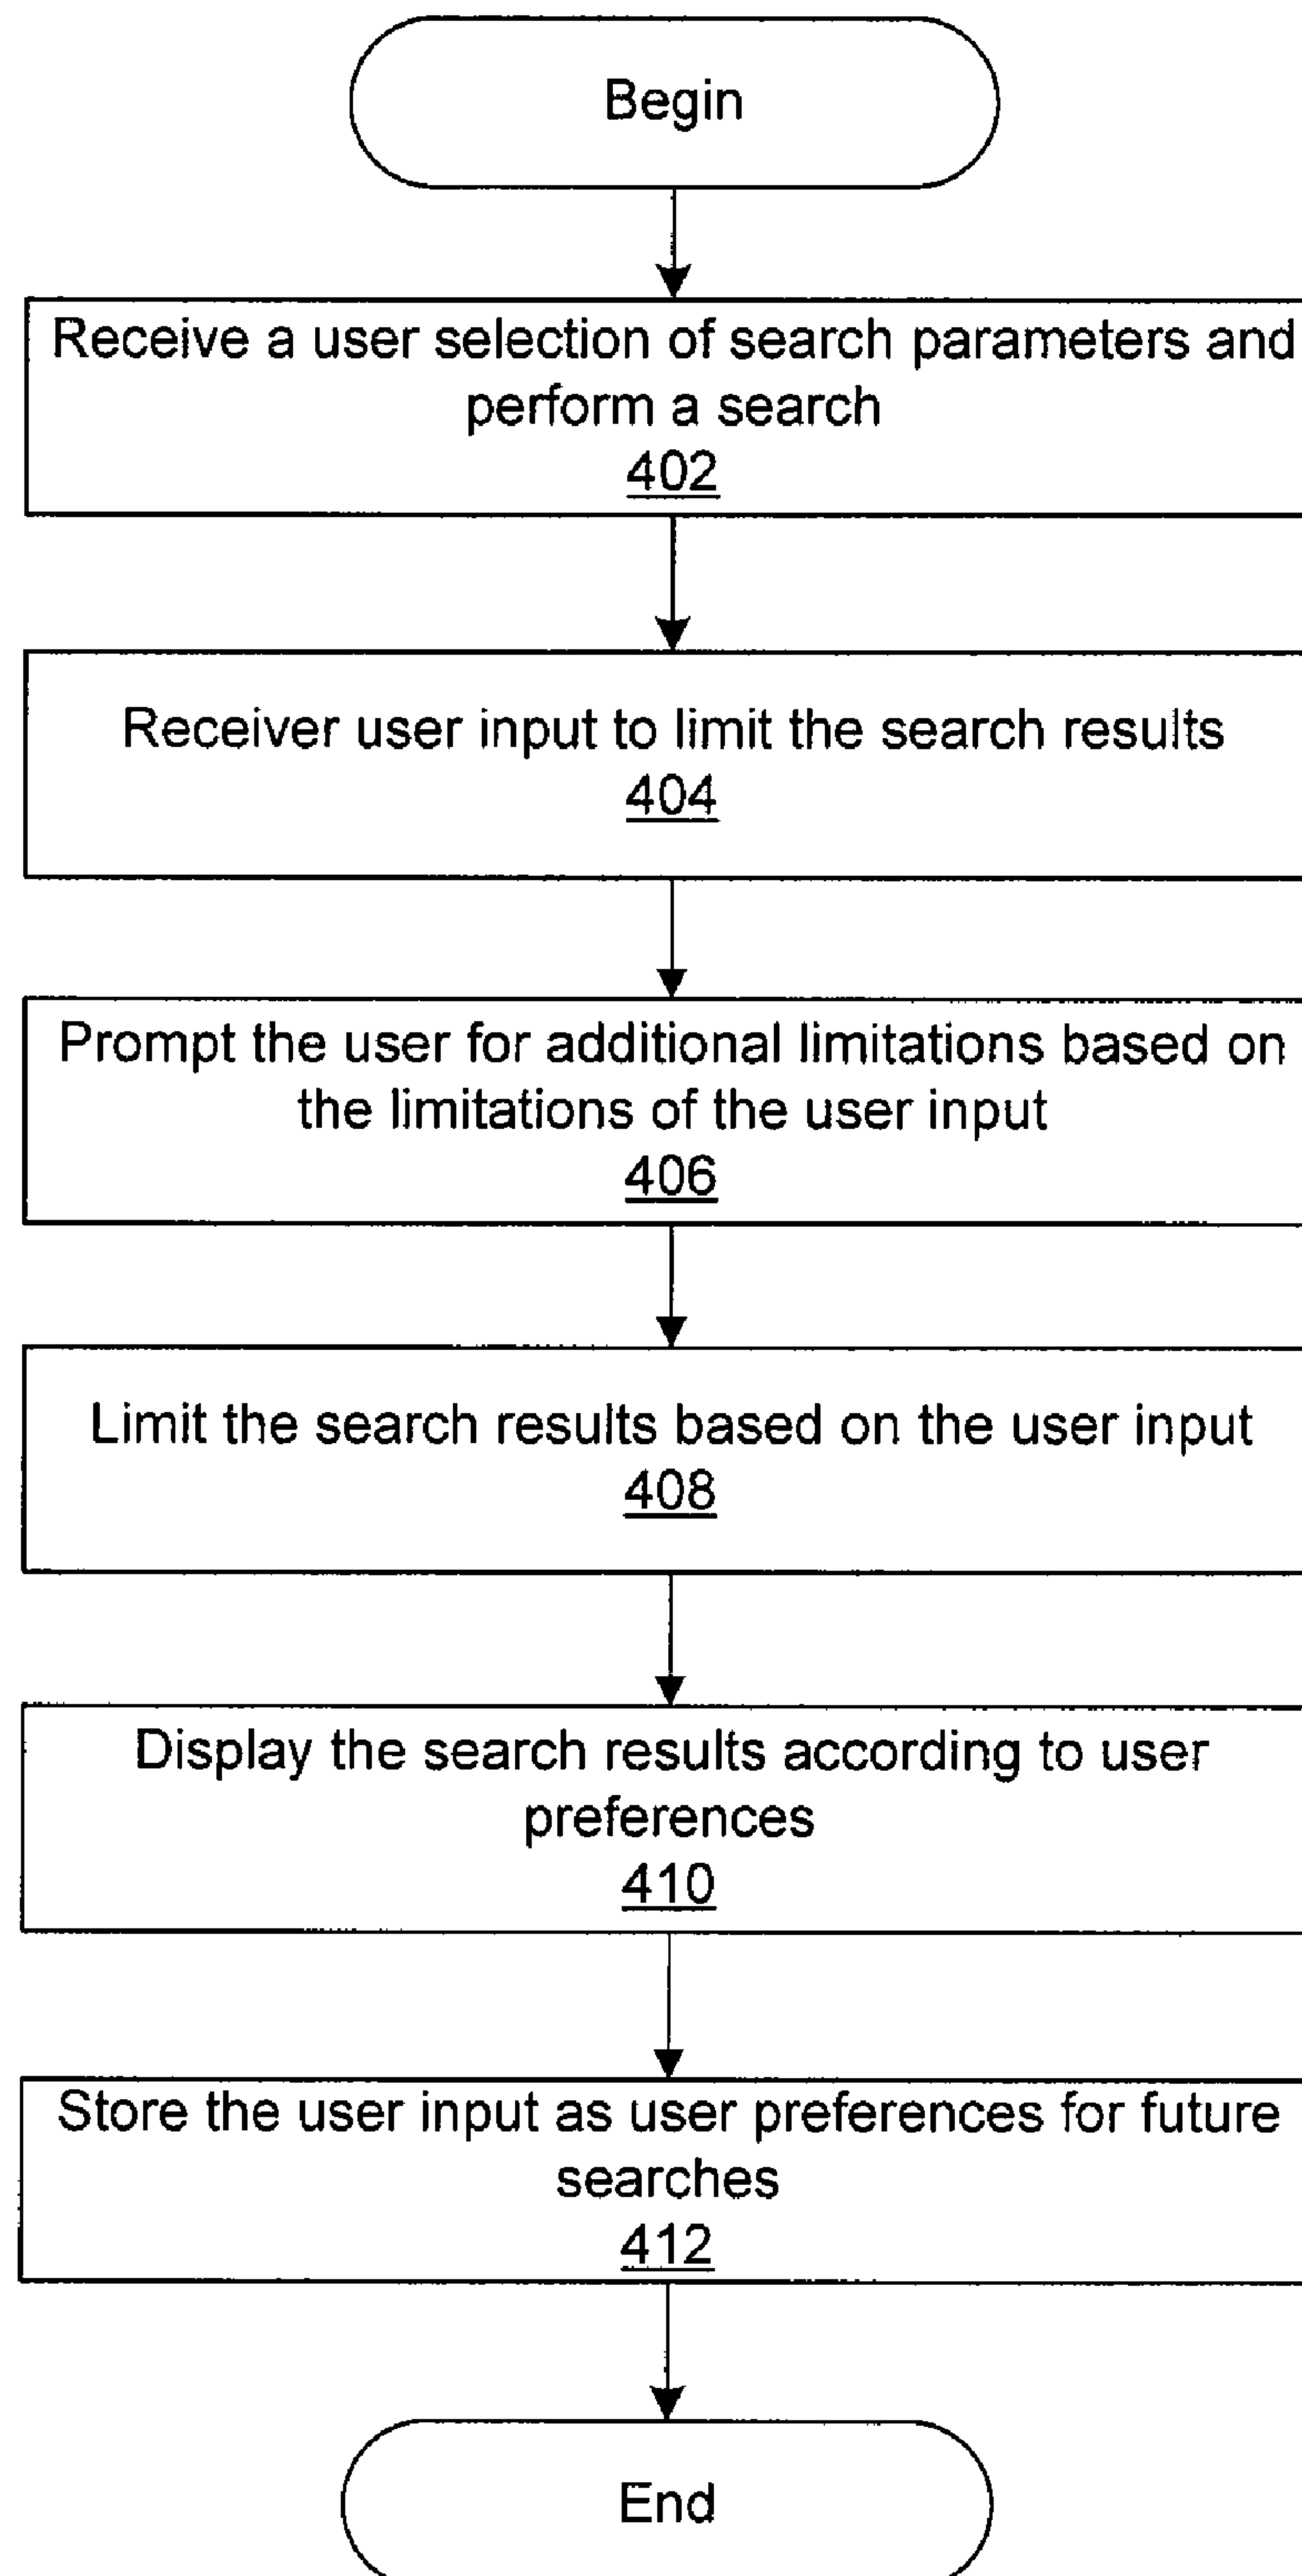 Begin
Receive a user selection of search parameters and
perform a search
402
Receiver user input to limit the search results
404
Prompt the user for additional limitations based on
the limitations of the user input
406
Limit the search results based on the user input
408
Display the search results according to user
preferences
410
Store the user input as user preferences for future
searches
412
End